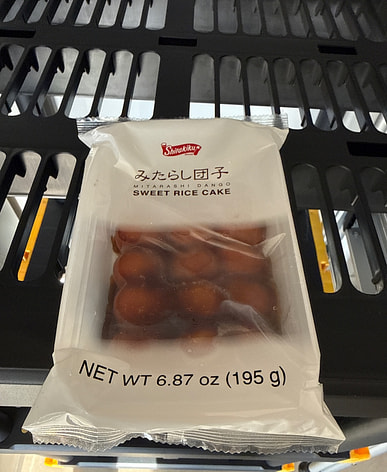 Shirakiku
みたらし団子
MITARASHI DANGO
SWEET RICE CAKE
NET WT 6.87 oz (195 g)